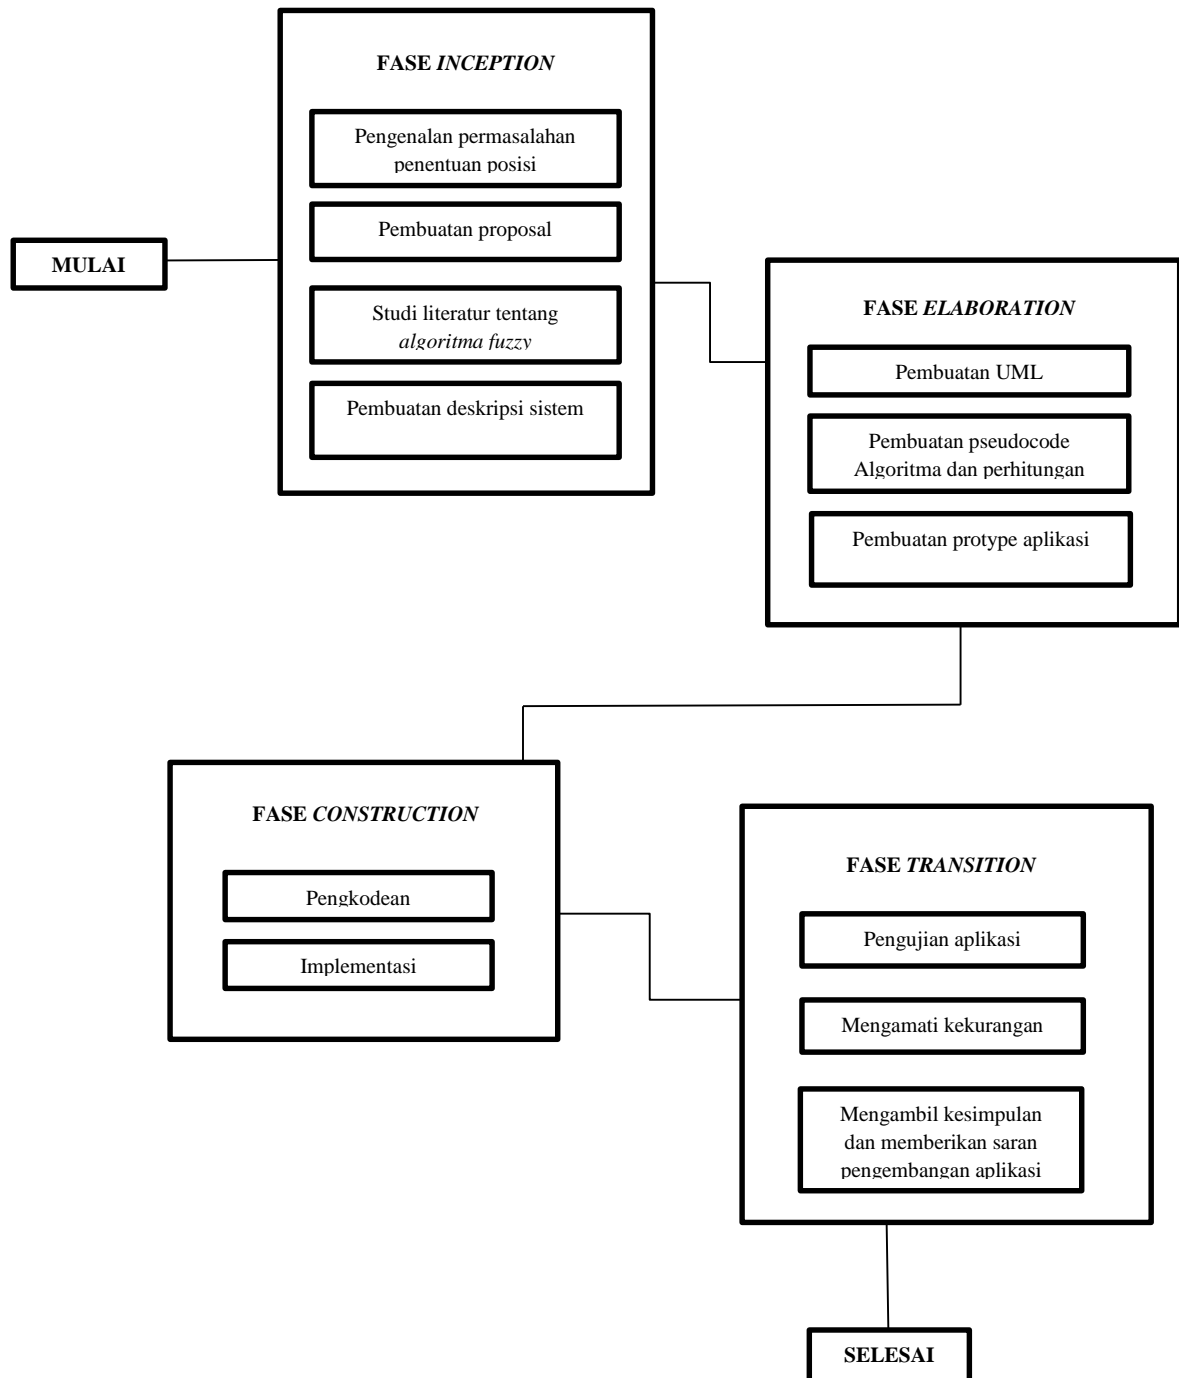 FASE INCEPTION
Pengenalan permasalahan
penentuan posisi
Pembuatan proposal
MULAI
Studi literatur tentang
algoritma fuzzy
Pembuatan deskripsi sistem
FASE ELABORATION
Pembuatan UML
Pembuatan pseudocode
Algoritma dan perhitungan
Pembuatan protype aplikasi
FASE CONSTRUCTION
Pengkodean
Implementasi
FASE TRANSITION
Pengujian aplikasi
Mengamati kekurangan
Mengambil kesimpulan
dan memberikan saran
pengembangan aplikasi
SELESAI